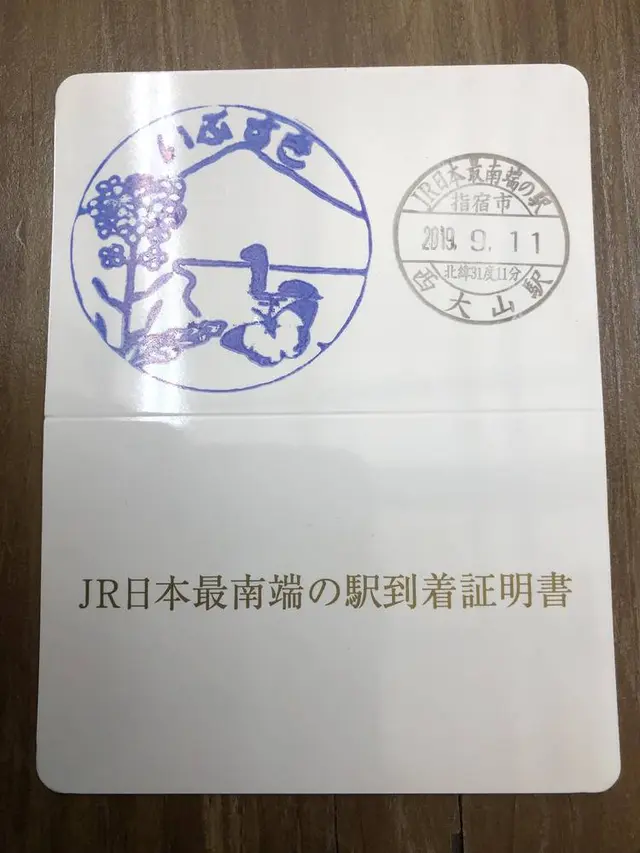 いぶすき
JR日本最南端の駅
指宿市
2019. 9. 11
北緯31度11分
西大山駅
JR日本最南端の駅到着証明書